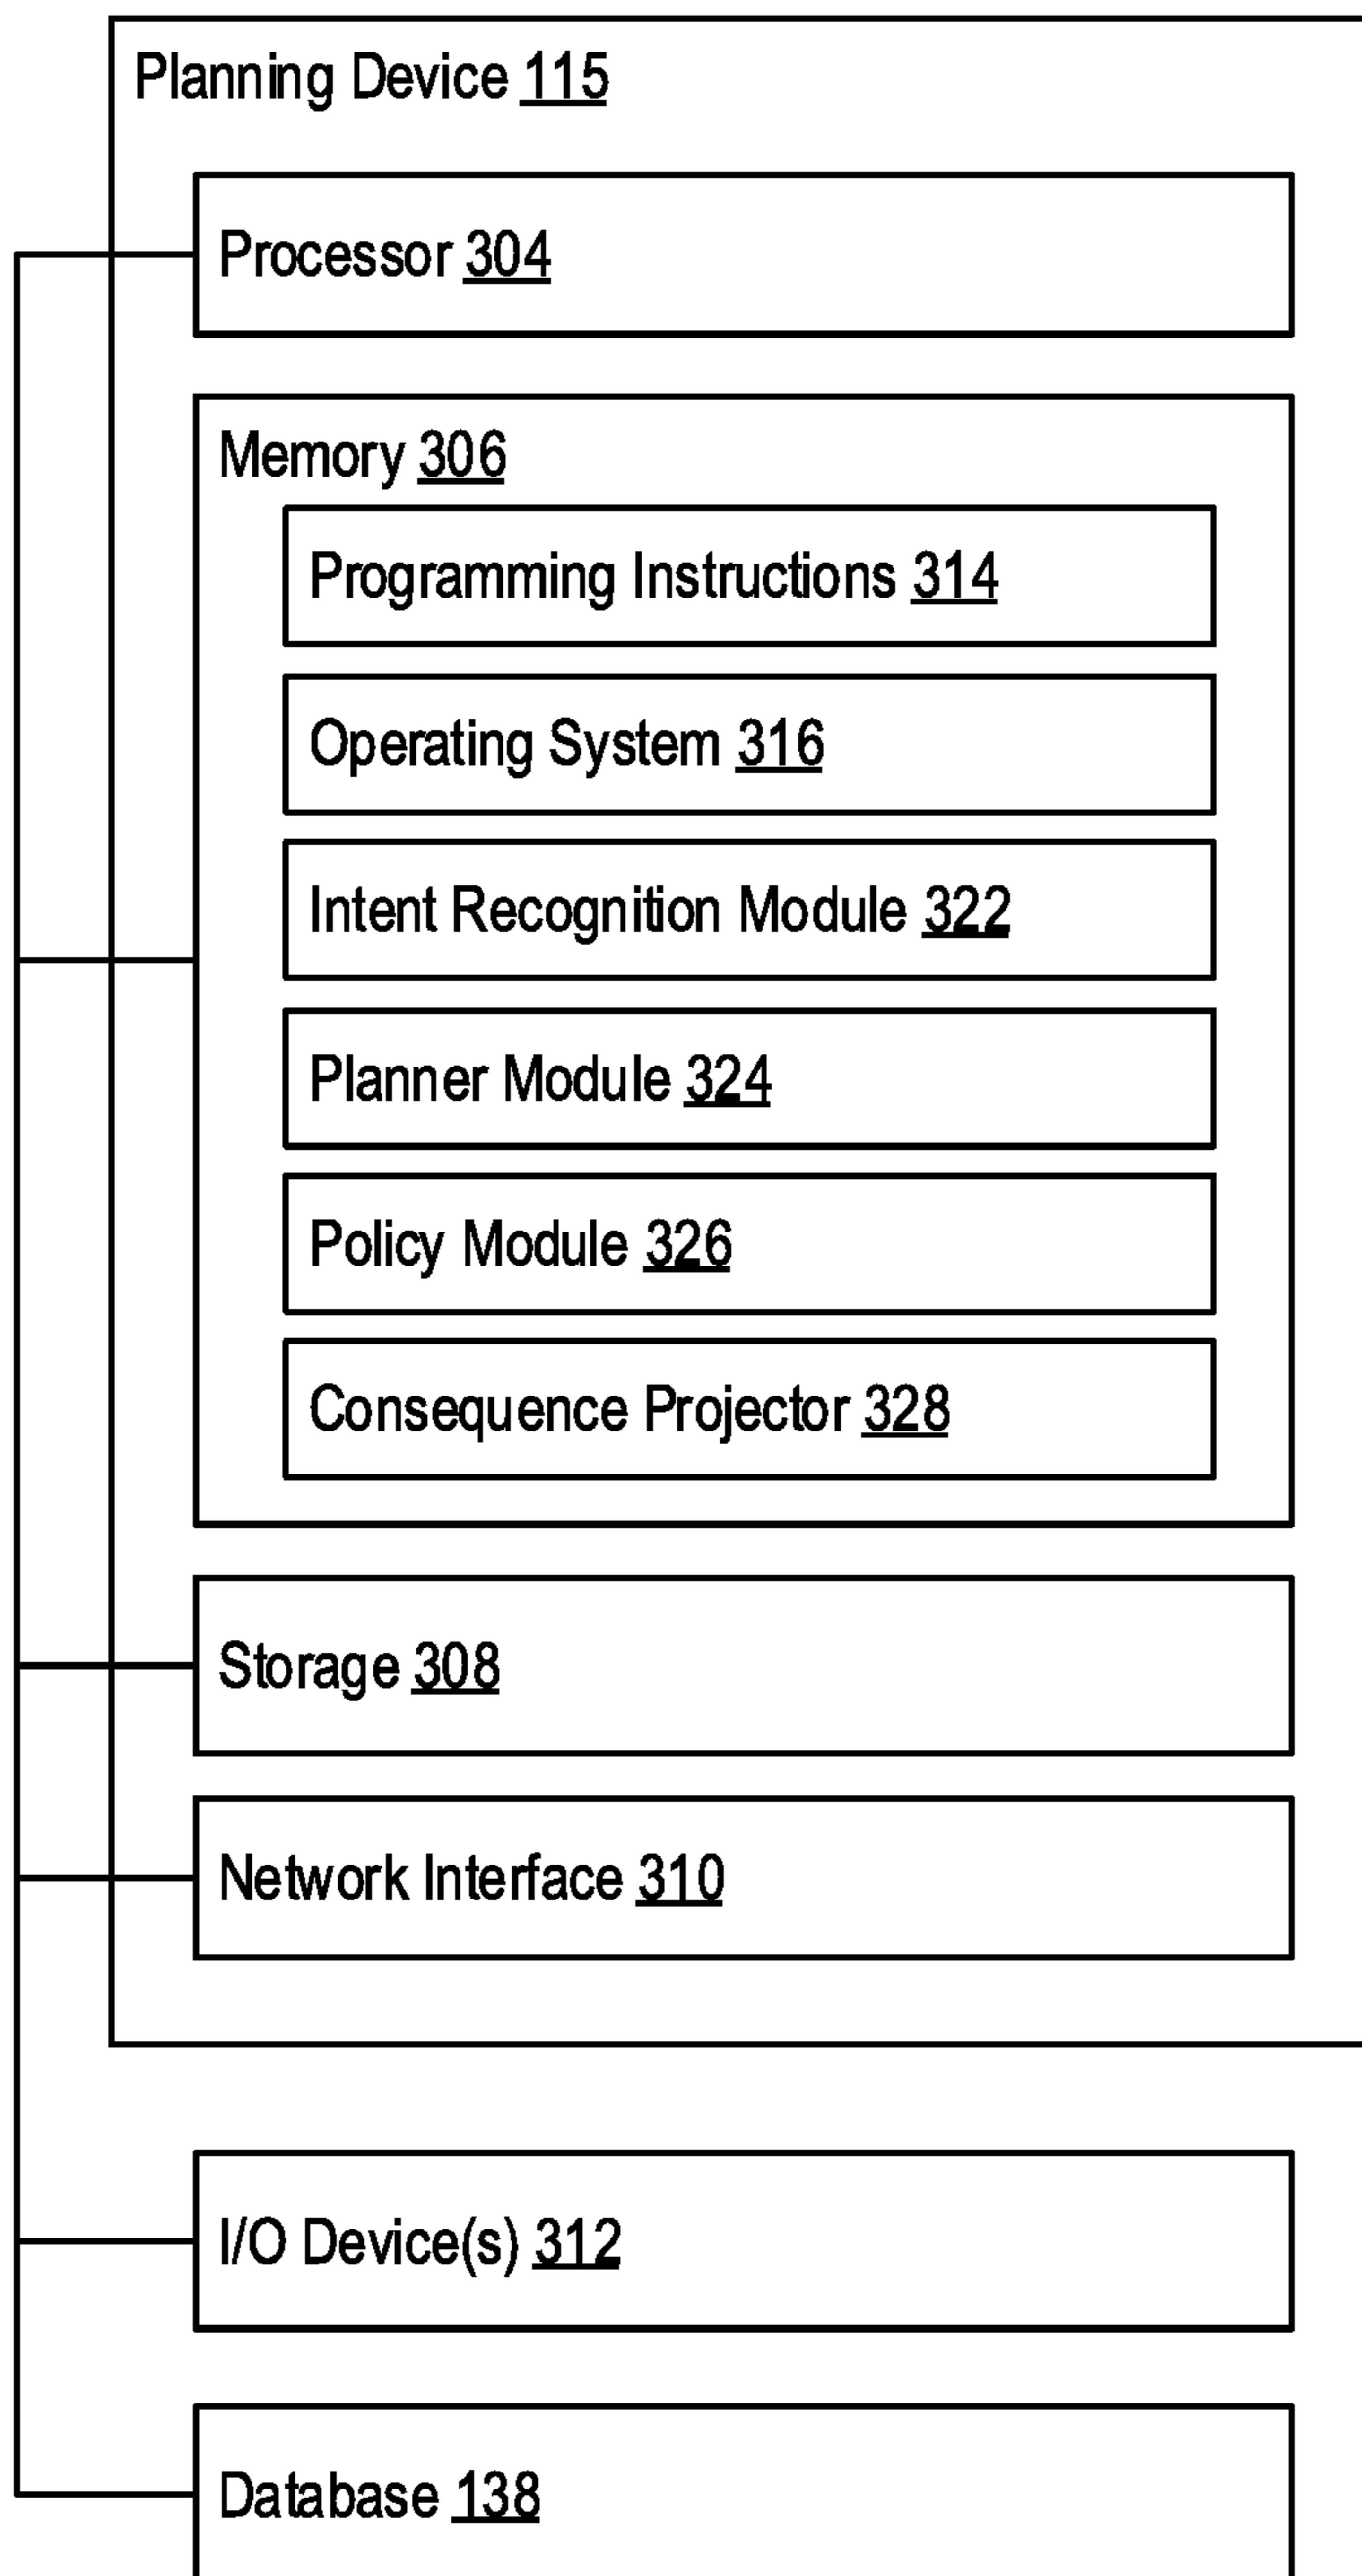 Planning Device 115
Processor 304
Memory 306
Programming Instructions 314
Operating System 316
Intent Recognition Module 322
Planner Module 324
Policy Module 326
Consequence Projector 328
Storage 308
Network Interface 310
I/O Device(s) 312
Database 138